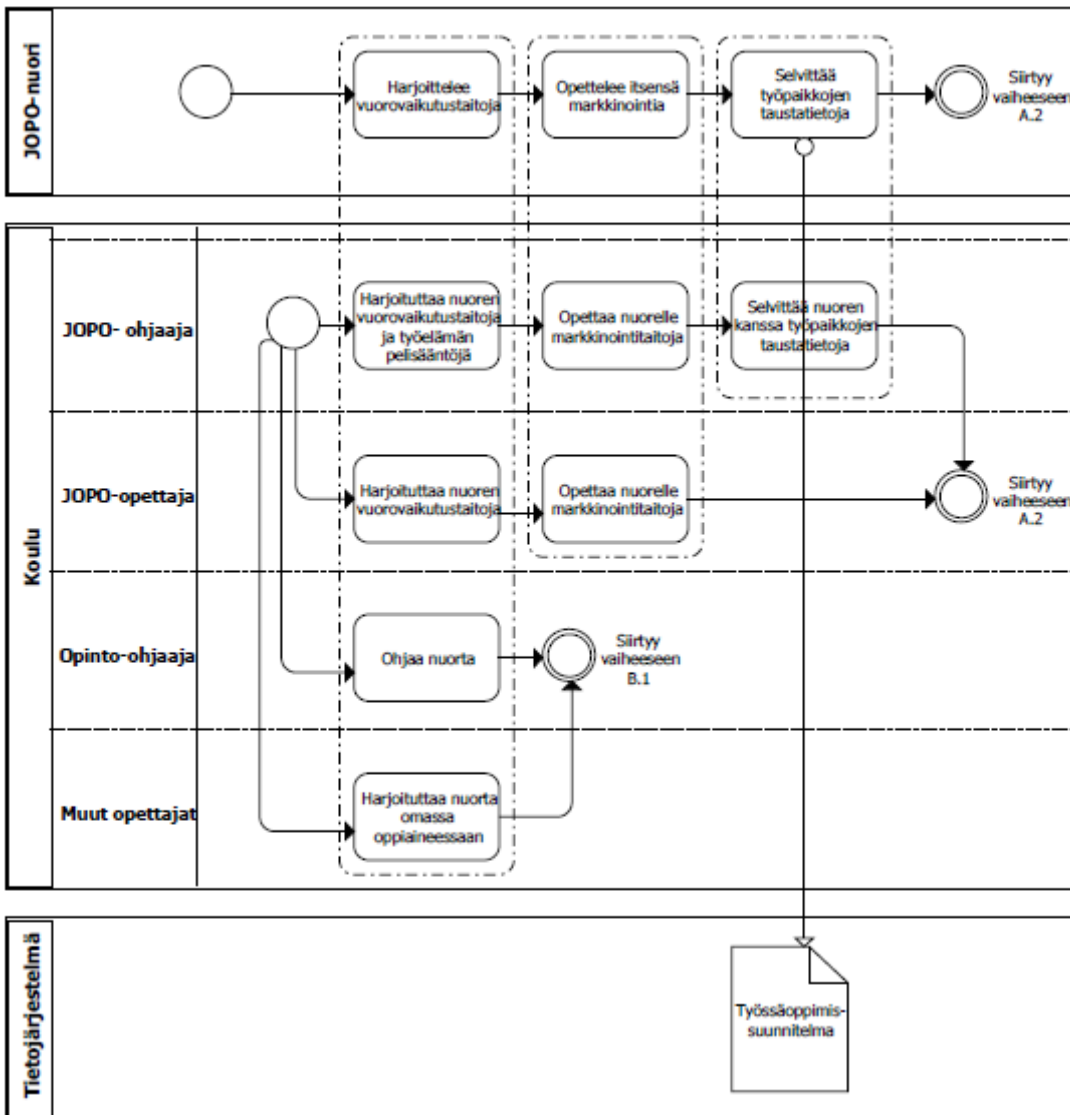 JOPO-nuori
Harjoittelee
vuorovaikutustaitoja
Opettelee itsensä
markkinointia
Selvittää
työpaikkojen
taustatietoja
Siirtyy
vaiheeseen
A.2
Koulu
JOPO- ohjaaja
Harjoituttaa nuoren
vuorovaikutustaitoja
ja työelämän
pelisääntöjä
Opettaa nuorelle
markkinointitaitoja
Selvittää nuoren
kanssa työpaikkojen
taustatietoja
JOPO-opettaja
Harjoituttaa nuoren
vuorovaikutustaitoja
Opettaa nuorelle
markkinointitaitoja
Siirtyy
vaiheeseen
A.2
Opinto-ohjaaja
Ohjaa nuorta
Siirtyy
vaiheeseen
B.1
Muut opettajat
Harjoituttaa nuorta
omassa
oppiaineessaan
Tietojärjestelmä
Työssäoppimis-
suunnitelma